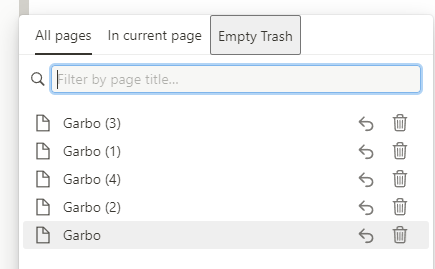 All pages In current page Empty Trash
Filter by page title...
Garbo (3)
Garbo (1)
Garbo (4)
Garbo (2)
Garbo